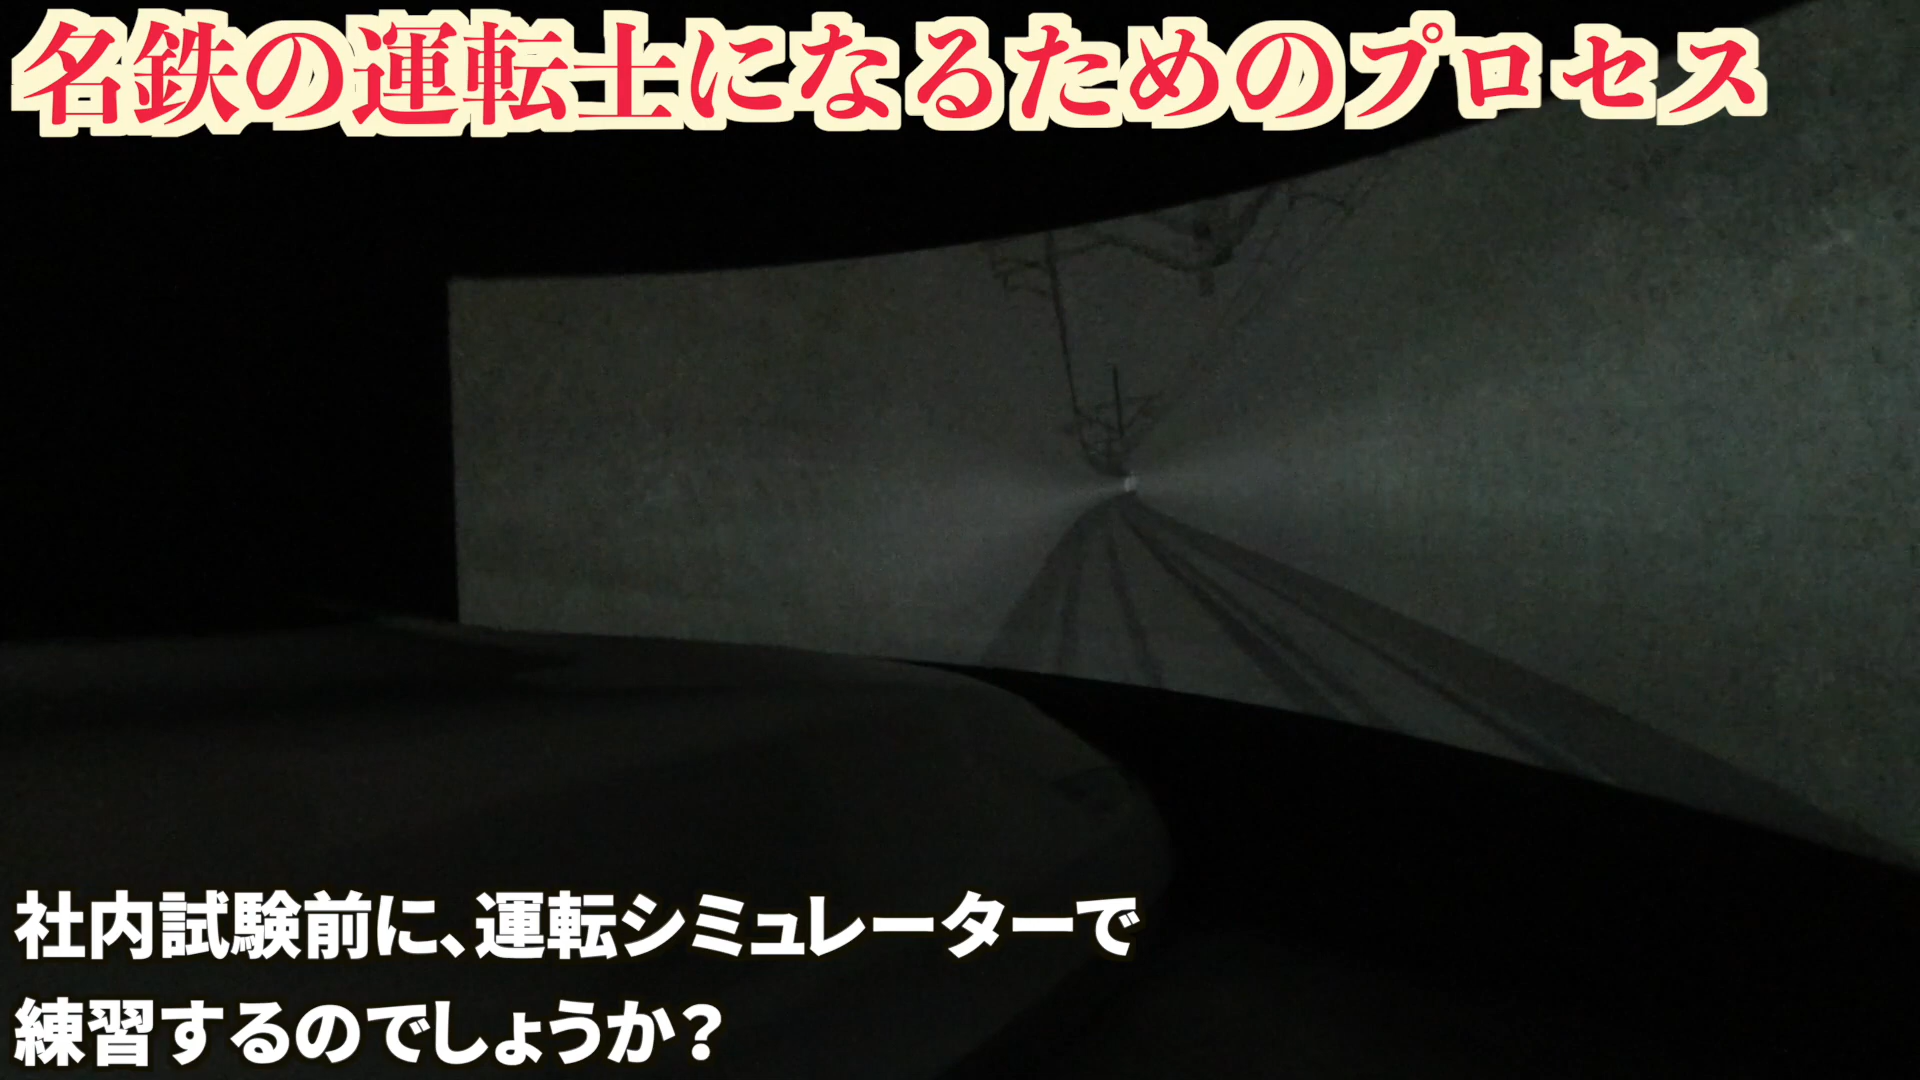 名鉄の運転士になるためのプロセス
社内試験前に、運転シミュレーターで
練習するのでしょうか？